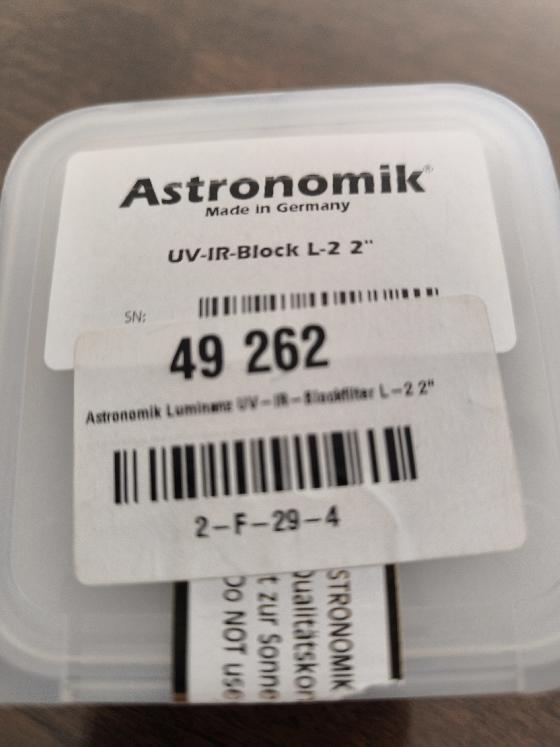 Astronomik®
Made in Germany
UV-IR-Block L-2 2"
SN:
49 262
Astronomik Luminanz UV-IR-Blockfilter L-2 2"
2-F-29-4
STRONOMIK
Qualitätskon
t zur Sonne
Do NOT use